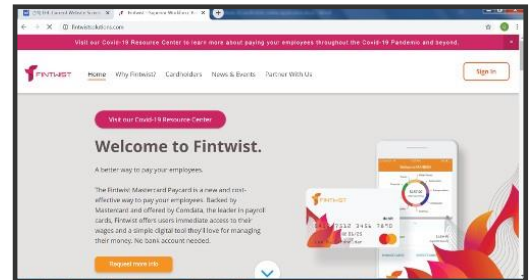 fintwistsolutions.com
Visit our Covid-19 Resource Center to learn more about paying your employees throughout the Covid-19 Pandemic and beyond.
FINTWIST
Home Why Fintwist? Cardholders News & Events Partner With Us
Sign In
Visit our Covid-19 Resource Center
Welcome to Fintwist.
A better way to pay your employees.
The Fintwist Mastercard Paycard is a new and cost-
effective way to pay your employees. Backed by
Mastercard and offered by Comdata, the leader in payroll
cards, Fintwist offers users immediate access to their
wages and a simple digital tool they'll love for managing
their money. No bank account needed.
Request more info
FINTWIST